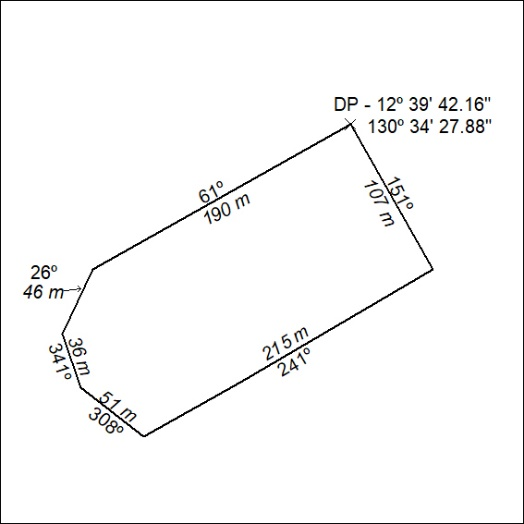 DP - 12º 39' 42.16"
130º 34' 27.88"
61º
190 m
151º
107 m
26º
46 m
36 m
341º
215 m
241º
51 m
308º